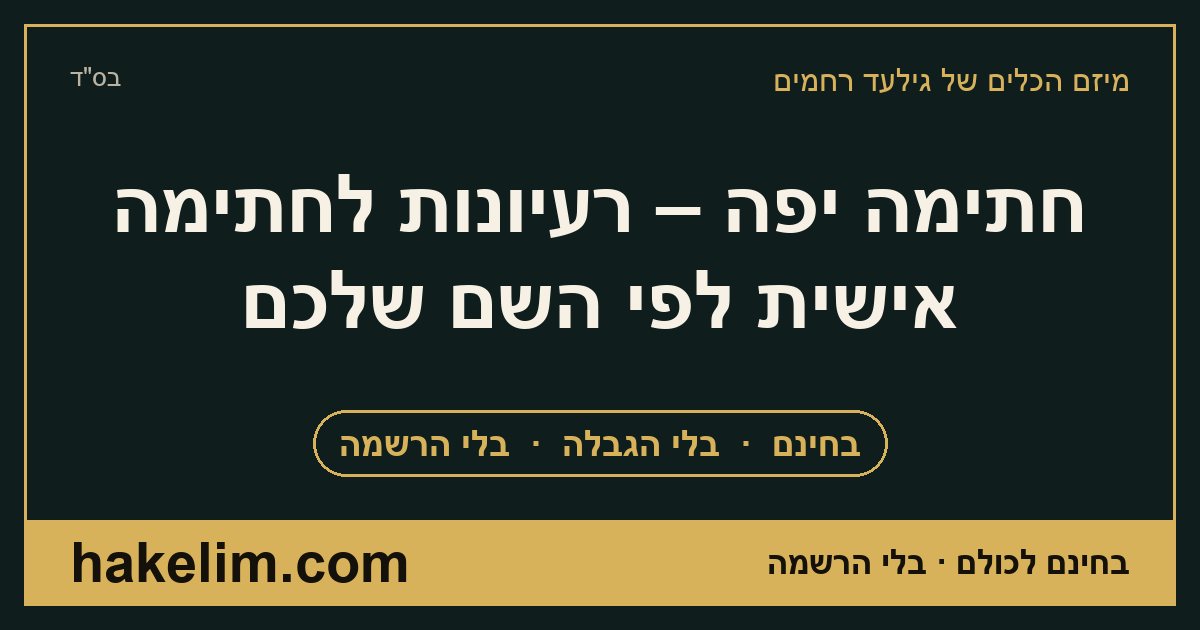 מיזם הכלים של גילעד רחמים
בס"ד
חתימה יפה – רעיונות לחתימה
אישית לפי השם שלכם
בחינם · בלי הגבלה · בלי הרשמה
בחינם לכולם · בלי הרשמה
hakelim.com